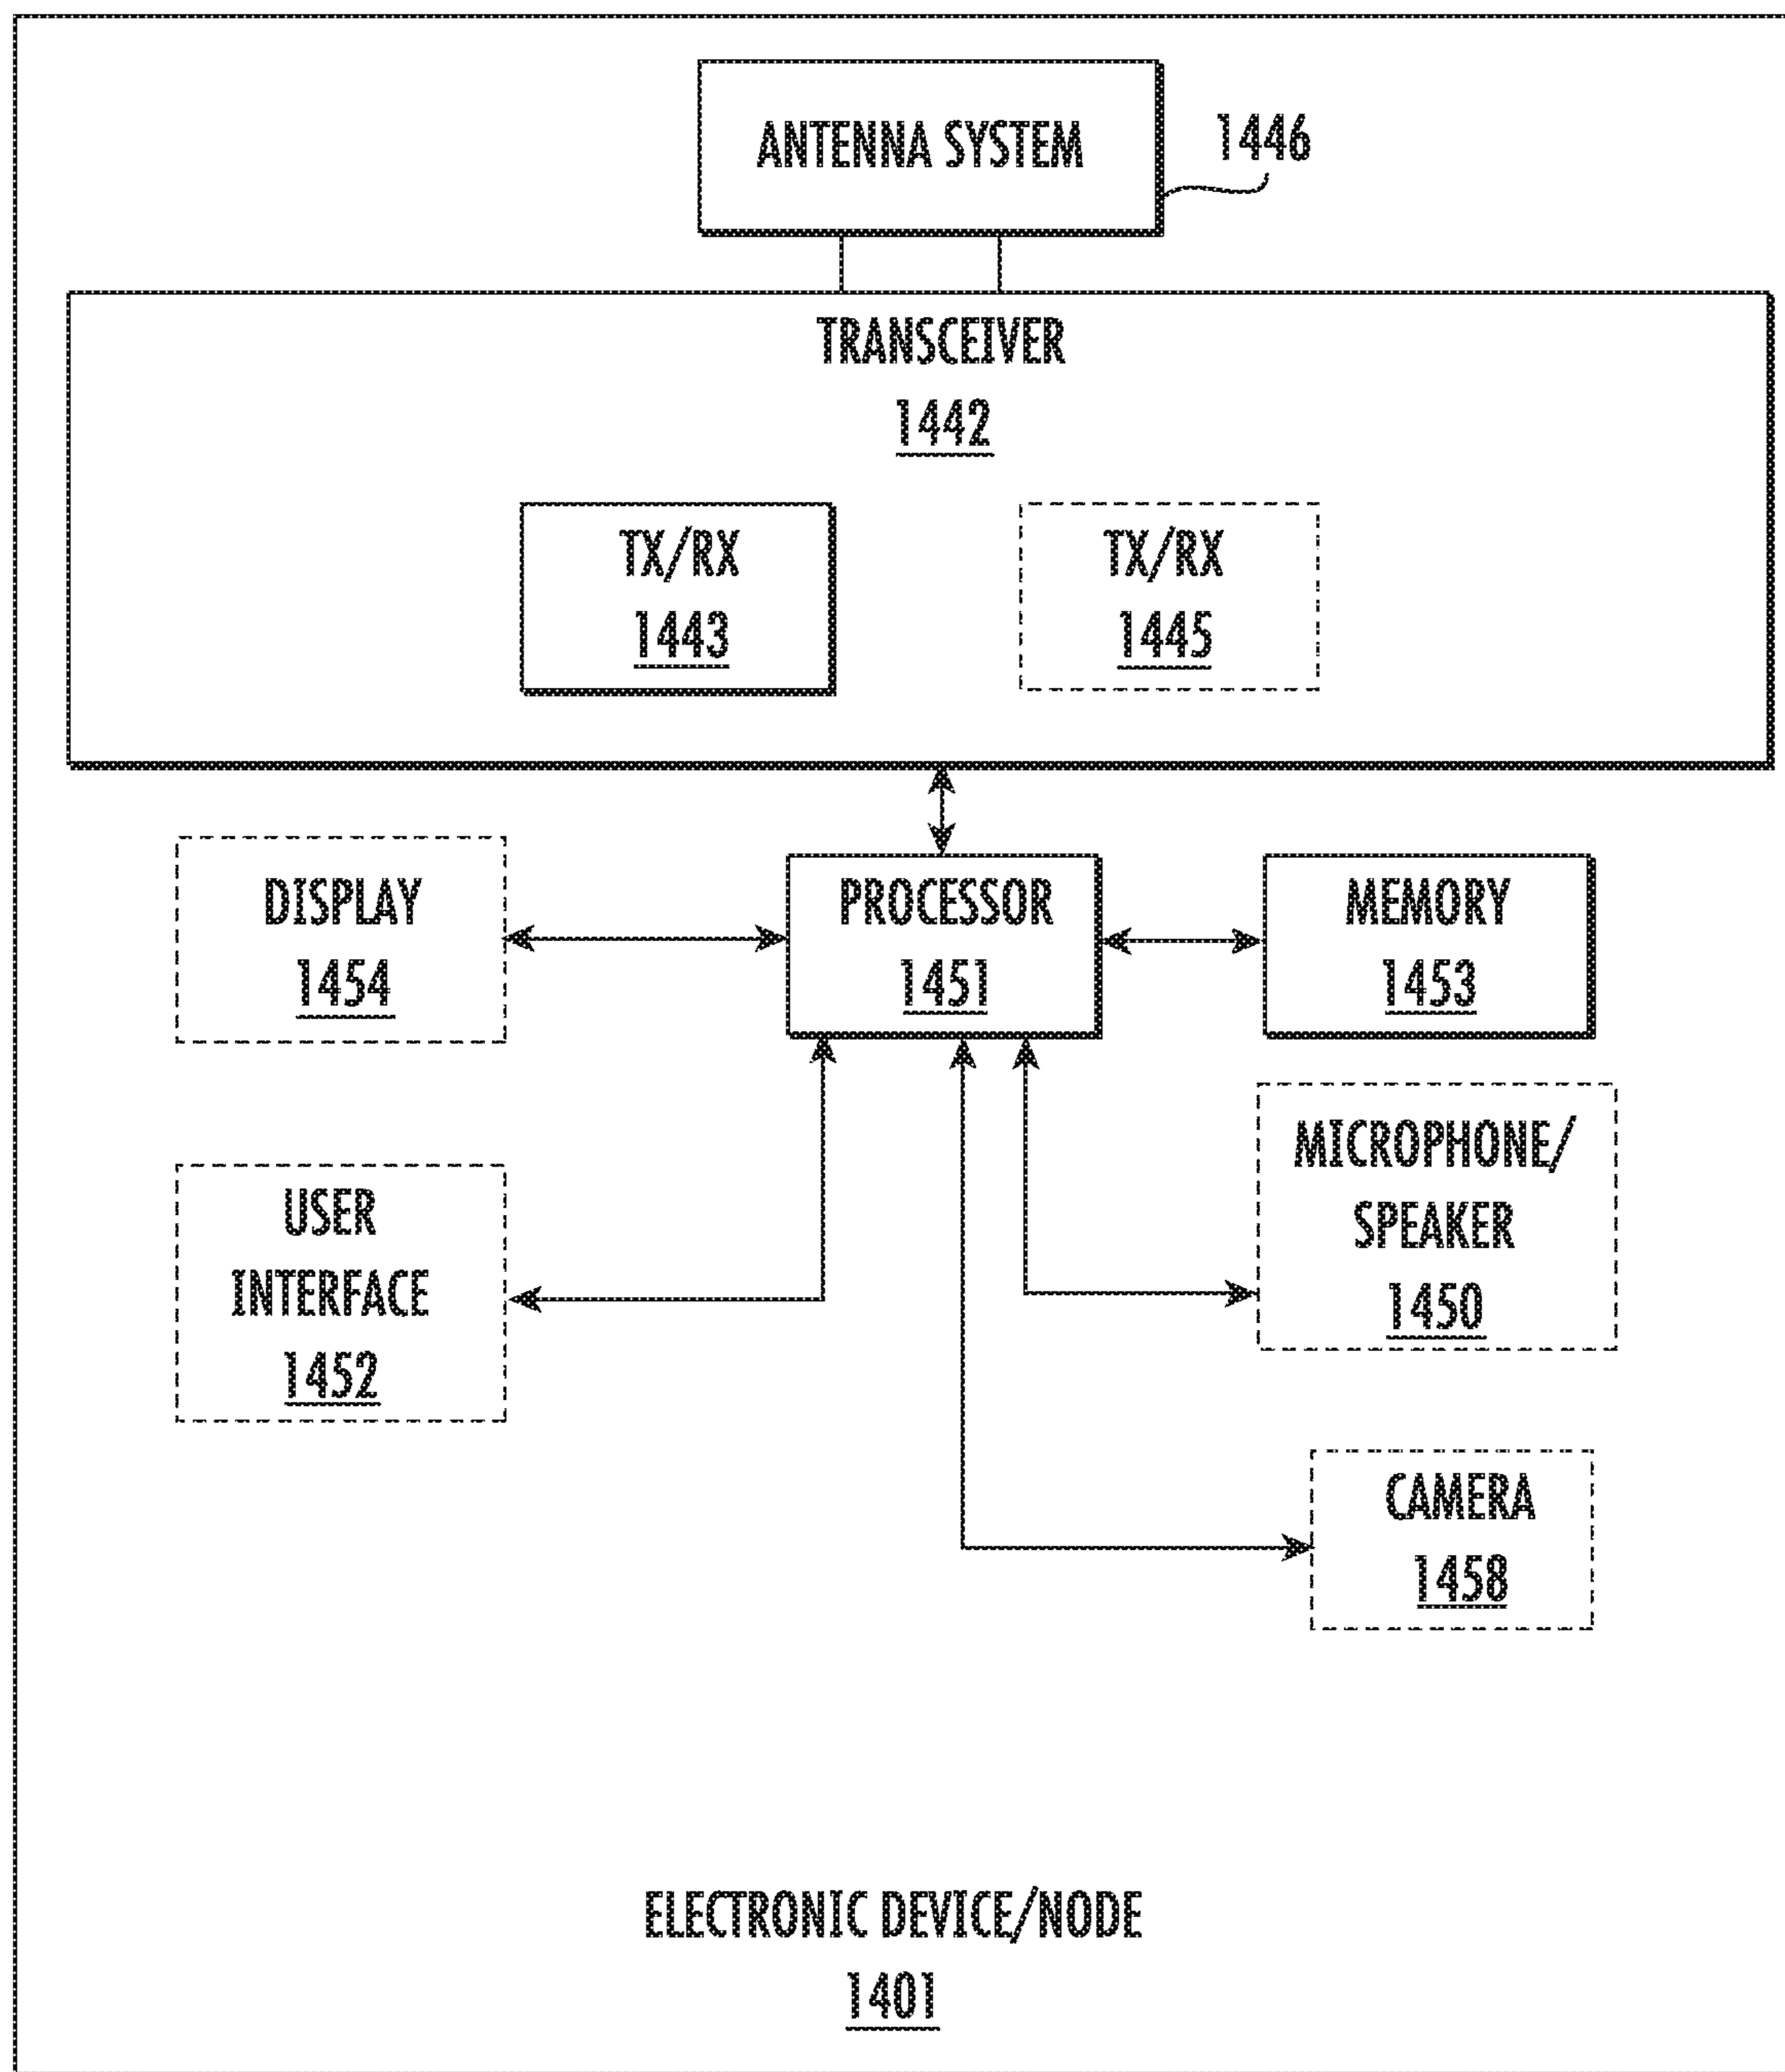 ANTENNA SYSTEM
1446
TRANSCEIVER
1442
TX/RX
1443
TX/RX
1445
DISPLAY
1454
PROCESSOR
1451
MEMORY
1453
USER
INTERFACE
1452
MICROPHONE/
SPEAKER
1450
CAMERA
1458
ELECTRONIC DEVICE/NODE
1401